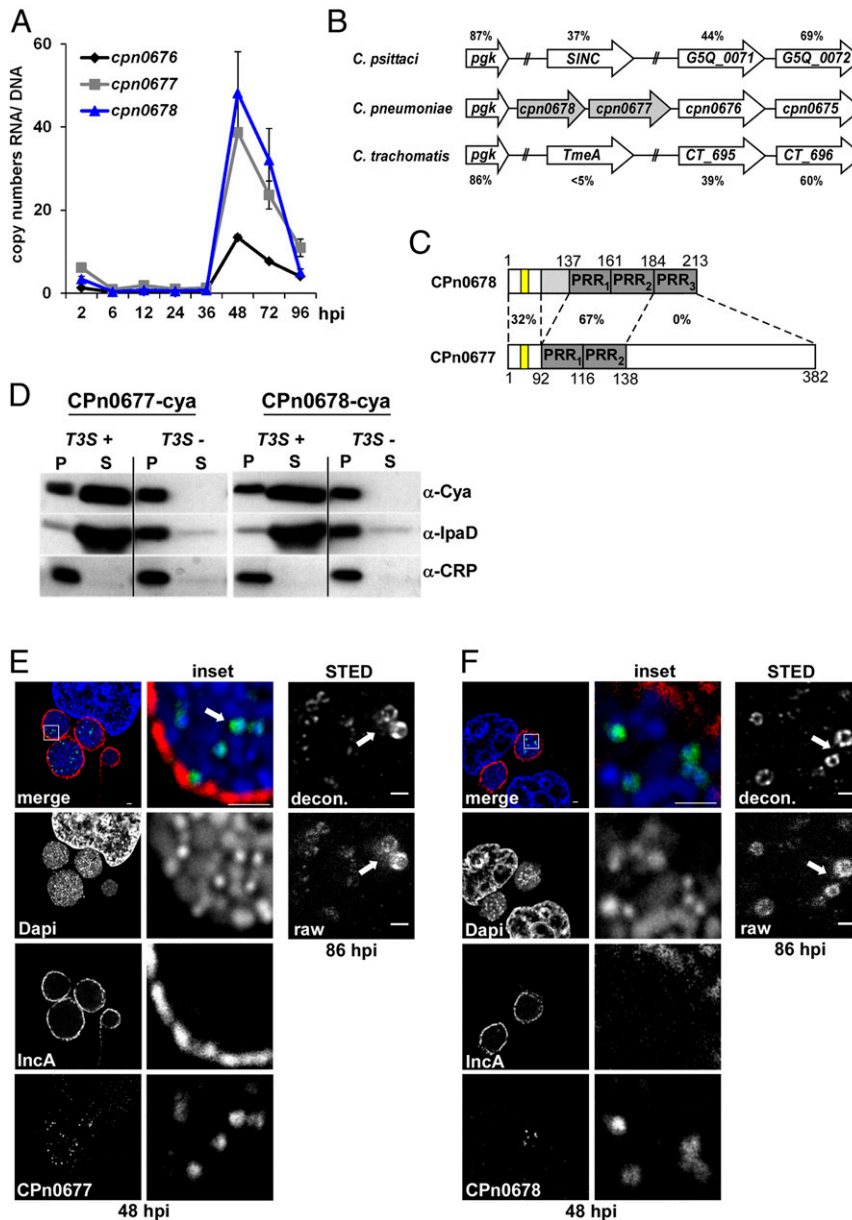 A
copy numbers RNA/ DNA
60
40
20
0
cpn0676
cpn0677
cpn0678
2 6 12 24 36 48 72 96 hpi
B
87% 37% 44% 69%
C. psittaci pgk // SINC // G5Q_0071 G5Q_0072
C. pneumoniae pgk cpn0678 cpn0677 cpn0676 cpn0675
C. trachomatis pgk // TmeA // CT_695 CT_696
86% <5% 39% 60%
C
1 137 161 184 213
CPn0678 PRR1 PRR2 PRR3
32% 67% 0%
CPn0677 PRR1 PRR2
1 92 116 138 382
D
CPn0677-cya CPn0678-cya
T3S + T3S - T3S + T3S -
P S P S P S P S
α-Cya
α-IpaD
α-CRP
E
inset STED
merge decon.
Dapi raw
86 hpi
IncA
CPn0677
48 hpi
F
inset STED
merge decon.
Dapi raw
86 hpi
IncA
CPn0678
48 hpi